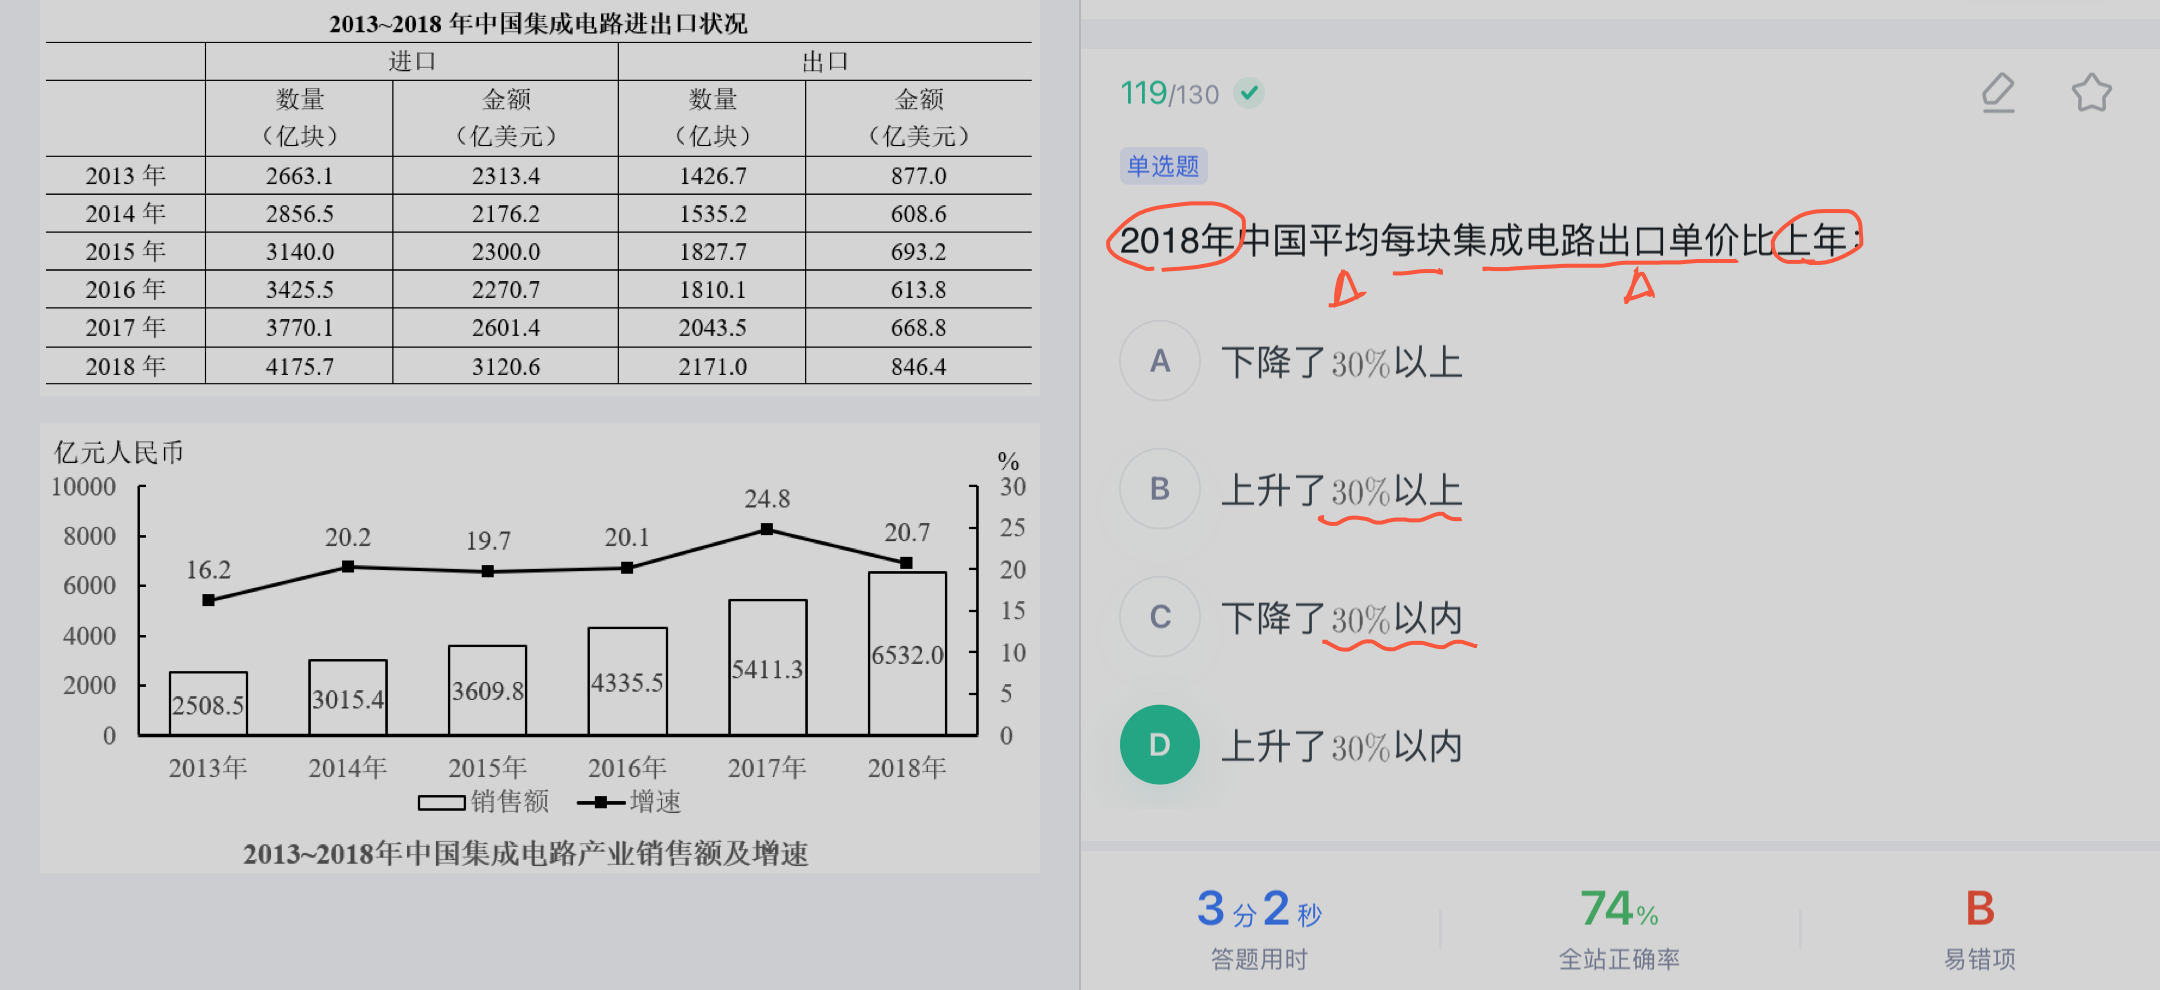 2013~2018 年中国集成电路进出口状况
进口 出口
数量 金额 数量 金额
（亿块） （亿美元） （亿块） （亿美元）
2013 年 2663.1 2313.4 1426.7 877.0
2014 年 2856.5 2176.2 1535.2 608.6
2015 年 3140.0 2300.0 1827.7 693.2
2016 年 3425.5 2270.7 1810.1 613.8
2017 年 3770.1 2601.4 2043.5 668.8
2018 年 4175.7 3120.6 2171.0 846.4
亿元人民币 %
10000 30
8000 25
6000 20
4000 15
2000 10
0 5
0
16.2 20.2 19.7 20.1 24.8 20.7
2508.5 3015.4 3609.8 4335.5 5411.3 6532.0
2013年 2014年 2015年 2016年 2017年 2018年
销售额 增速
2013~2018年中国集成电路产业销售额及增速
119/130
单选题
2018年中国平均每块集成电路出口单价比上年：
A 下降了30%以上
B 上升了30%以上
C 下降了30%以内
D 上升了30%以内
3分2秒 74% B
答题用时 全站正确率 易错项